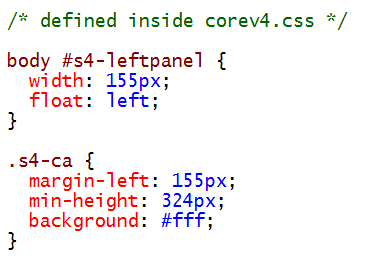 /* defined inside corev4.css */
body #s4-leftpanel {
width: 155px;
float: left;
}
.s4-ca {
margin-left: 155px;
min-height: 324px;
background: #fff;
}